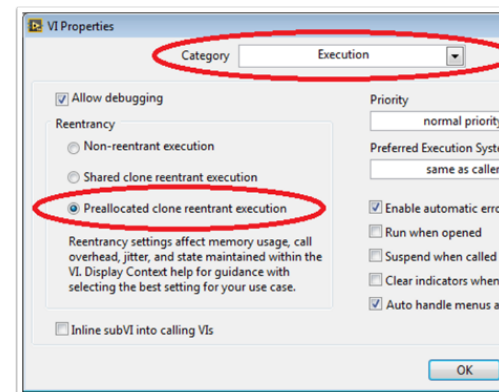 VI Properties
Category Execution
Allow debugging
Reentrancy
Non-reentrant execution
Shared clone reentrant execution
Preallocated clone reentrant execution
Reentrancy settings affect memory usage, call
overhead, jitter, and state maintained within the
VI. Display Context help for guidance with
selecting the best setting for your use case.
Inline subVI into calling VIs
Priority
normal priority
Preferred Execution Syste
same as caller
Enable automatic erro
Run when opened
Suspend when called
Clear indicators when
Auto handle menus a
OK